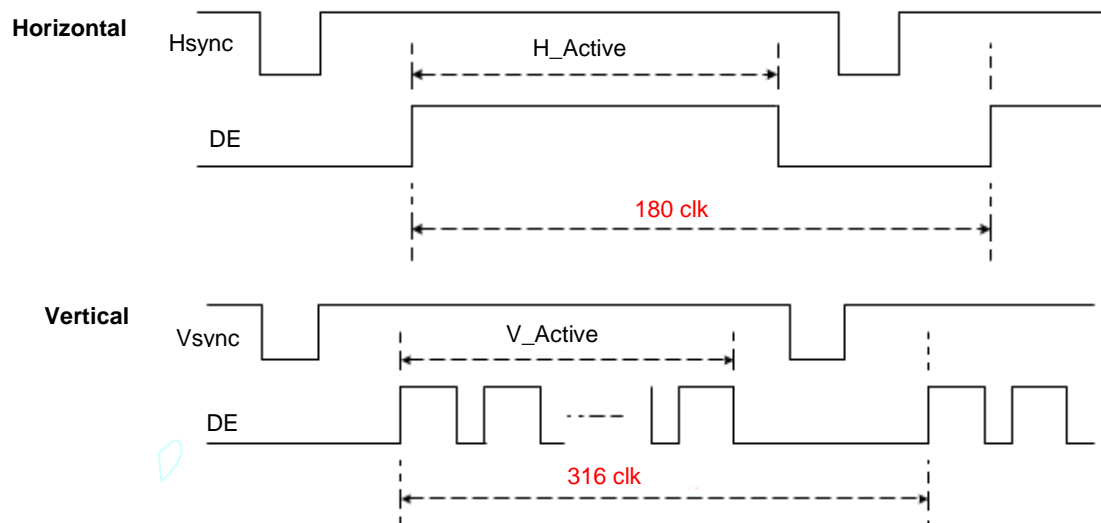 Horizontal
Hsync
H_Active
DE
180 clk
Vertical
Vsync
V_Active
DE
316 clk